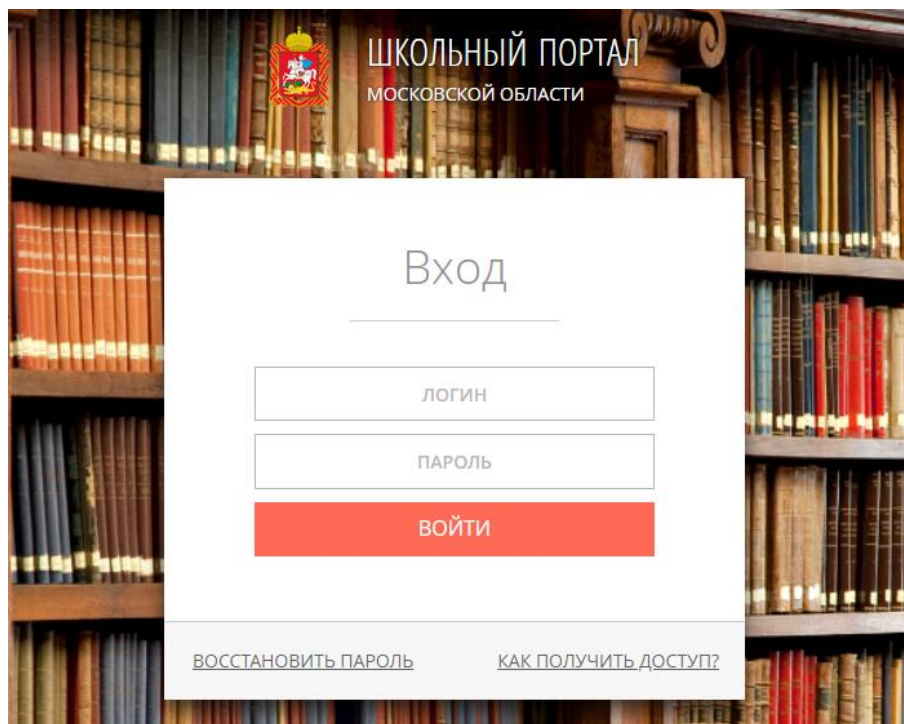 ШКОЛЬНЫЙ ПОРТАЛ
МОСКОВСКОЙ ОБЛАСТИ
Вход
ЛОГИН
ПАРОЛЬ
ВОЙТИ
ВОССТАНОВИТЬ ПАРОЛЬ
КАК ПОЛУЧИТЬ ДОСТУП?